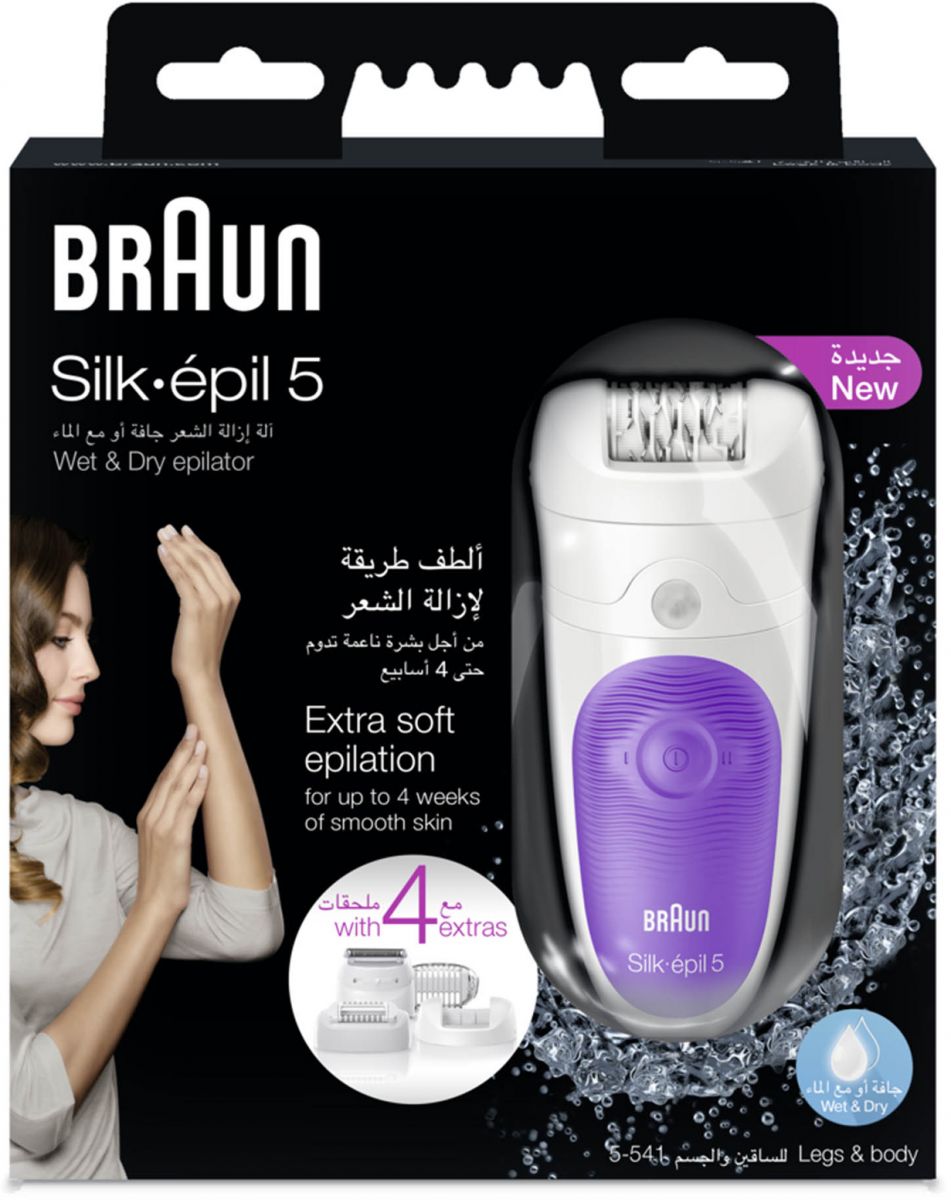 www.braun.com
BRAUN
Silk•épil 5
آلة إزالة الشعر جافة أو مع الماء
Wet & Dry epilator
جديدة
New
ألطف طريقة
لإزالة الشعر
من أجل بشرة ناعمة تدوم
حتى 4 أسابيع
Extra soft
epilation
for up to 4 weeks
of smooth skin
مع 4 ملحقات
with 4 extras
BRAUN
Silk•épil 5
جافة أو مع الماء
Wet & Dry
5-541 للساقين والجسم Legs & body